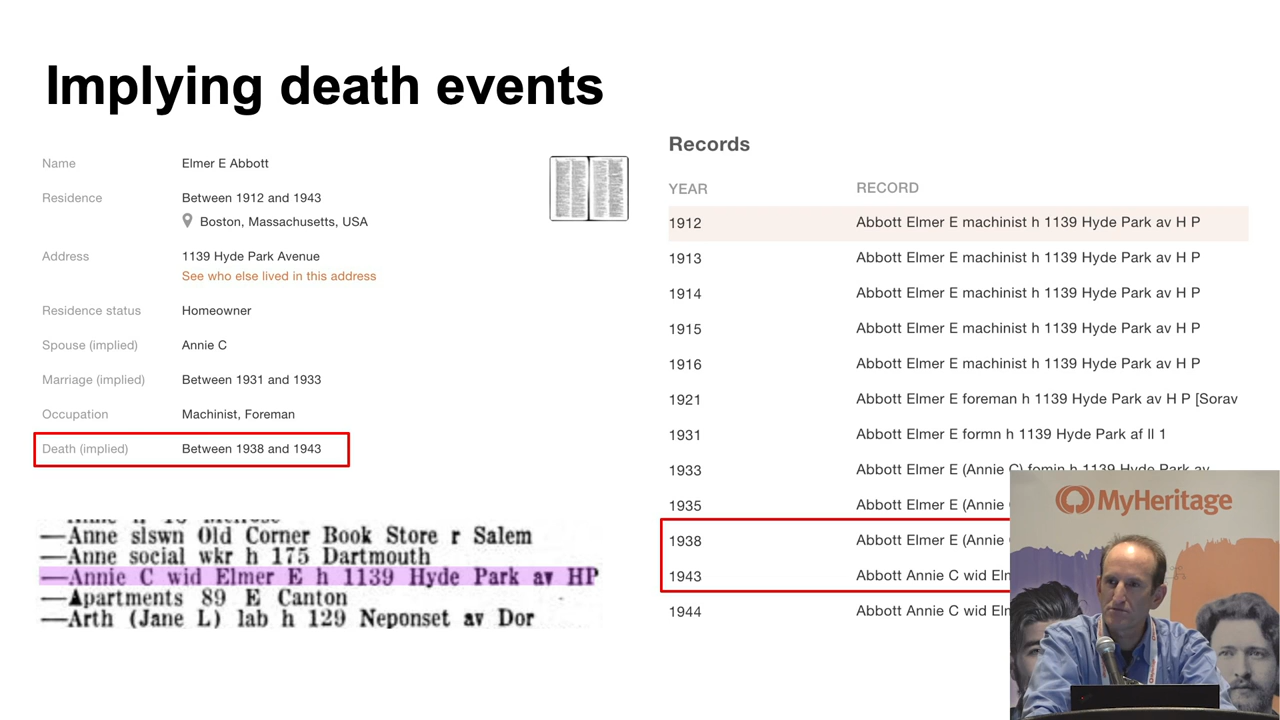 Implying death events
Name Elmer E Abbott
Residence Between 1912 and 1943
Boston, Massachusetts, USA
Address 1139 Hyde Park Avenue
See who else lived in this address
Residence status Homeowner
Spouse (implied) Annie C
Marriage (implied) Between 1931 and 1933
Occupation Machinist, Foreman
Death (implied) Between 1938 and 1943
—Anne slswn Old Corner Book Store r Salem
—Anne social wkr h 175 Dartmouth
—Annie C wid Elmer E h 1139 Hyde Park av HP
—Apartments 89 E Canton
—Arth (Jane L) lab h 129 Neponset av Dor
Records
YEAR RECORD
1912 Abbott Elmer E machinist h 1139 Hyde Park av H P
1913 Abbott Elmer E machinist h 1139 Hyde Park av H P
1914 Abbott Elmer E machinist h 1139 Hyde Park av H P
1915 Abbott Elmer E machinist h 1139 Hyde Park av H P
1916 Abbott Elmer E machinist h 1139 Hyde Park av H P
1921 Abbott Elmer E foreman h 1139 Hyde Park av H P [Sorav
1931 Abbott Elmer E formn h 1139 Hyde Park af ll 1
1933 Abbott Elmer E (Annie C) fomin h 1139 Hyde Park av
1935 Abbott Elmer E (Annie
1938 Abbott Elmer E (Annie
1943 Abbott Annie C wid
1944 Abbott Annie C wid
MyHeritage